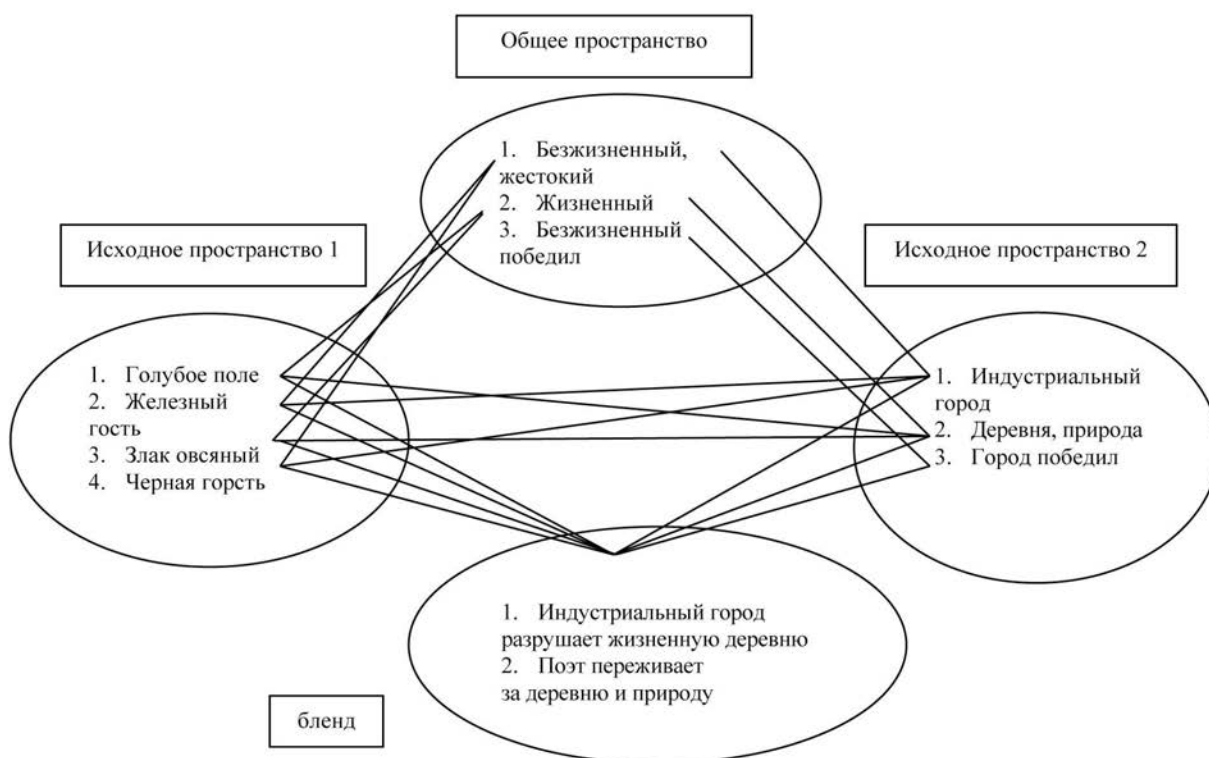 Общее пространство
1. Безжизненный,
жестокий
2. Жизненный
3. Безжизненный
победил
Исходное пространство 1
Исходное пространство 2
1. Голубое поле
2. Железный
гость
3. Злак овсяный
4. Черная горсть
1. Индустриальный
город
2. Деревня, природа
3. Город победил
1. Индустриальный город
разрушает жизненную деревню
2. Поэт переживает
за деревню и природу
бленд